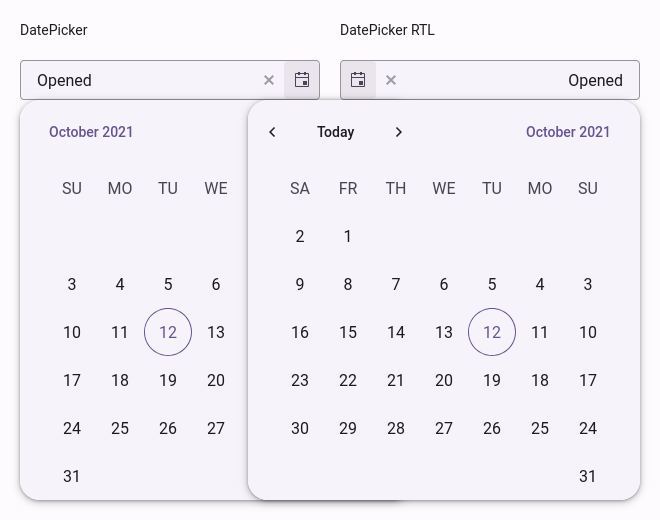 DatePicker DatePicker RTL
Opened Opened
October 2021 Today October 2021
SU MO TU WE SA FR TH WE TU MO SU
2 1
3 4 5 6 9 8 7 6 5 4 3
10 11 12 13 16 15 14 13 12 11 10
17 18 19 20 23 22 21 20 19 18 17
24 25 26 27 30 29 28 27 26 25 24
31 31